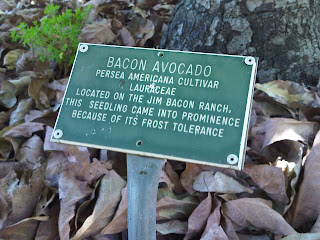 BACON AVOCADO
PERSEA AMERICANA CULTIVAR
LAURACEAE
LOCATED ON THE JIM BACON RANCH,
THIS SEEDLING CAME INTO PROMINENCE
BECAUSE OF ITS FROST TOLERANCE